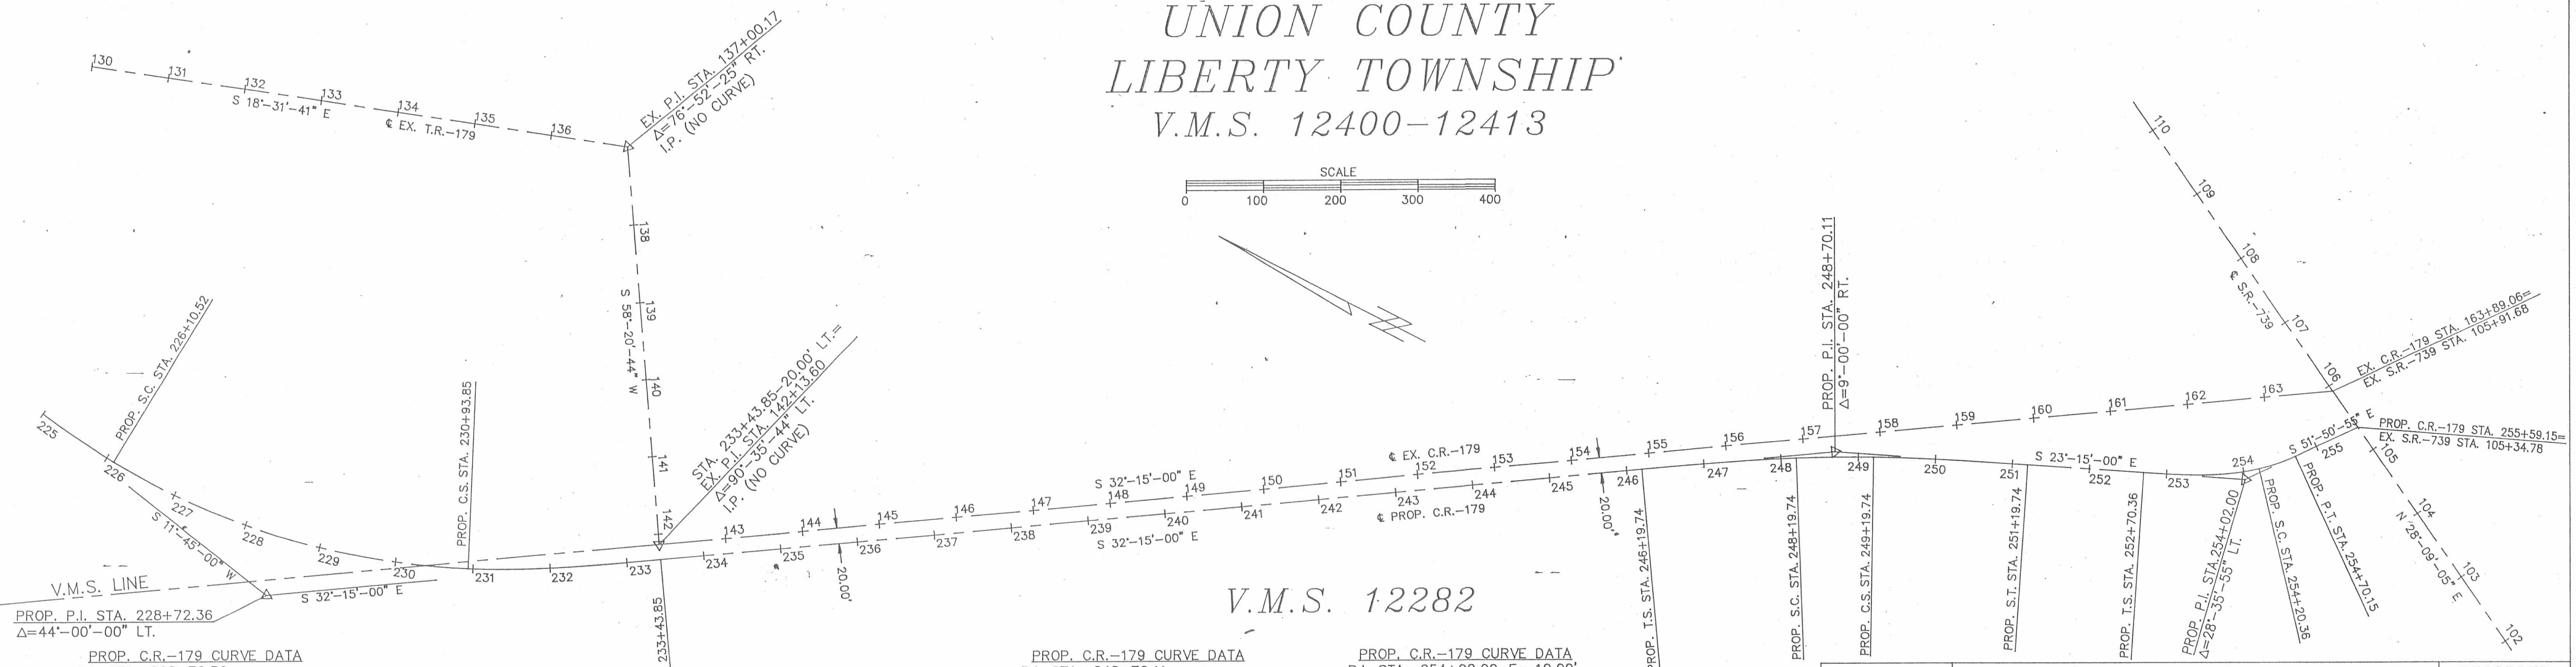 UNION COUNTY
LIBERTY TOWNSHIP
V.M.S. 12400-12413
SCALE
0 100 200 300 400
130
131
132
133
134
135
136
S 18°-31'-41" E
℄ EX. T.R.-179
EX. P.I. STA. 137+00.17
Δ=76°-52'-25" RT.
I.P. (NO CURVE)
138
139
140
141
142
S 58°-20'-44" W
STA. 233+43.85-20.00' LT.=
EX. P.I. STA. 142+13.60
Δ=90°-35'-44" LT.
I.P. (NO CURVE)
PROP. S.C. STA. 226+10.52
PROP. C.S. STA. 230+93.85
225
226
227
228
229
230
231
232
233
234
235
236
237
238
239
240
241
242
243
244
245
246
247
248
249
250
251
252
253
254
255
S 11°-45'-00" W
V.M.S. LINE
S 32°-15'-00" E
PROP. P.I. STA. 228+72.36
Δ=44°-00'-00" LT.
PROP. C.R.-179 CURVE DATA
233+43.85
143
144
145
146
147
148
149
150
151
152
153
154
155
156
157
158
159
160
161
162
163
S 32°-15'-00" E
℄ EX. C.R.-179
S 32°-15'-00" E
℄ PROP. C.R.-179
20.00'
20.00'
V.M.S. 12282
PROP. C.R.-179 CURVE DATA
PROP. C.R.-179 CURVE DATA
PROP. T.S. STA. 246+19.74
PROP. S.C. STA. 248+19.74
PROP. P.I. STA. 248+70.11
Δ=9°-00'-00" RT.
PROP. C.S. STA. 249+19.74
PROP. S.T. STA. 251+19.74
S 23°-15'-00" E
PROP. T.S. STA. 252+70.36
PROP. P.I. STA. 254+02.00
Δ=28°-35'-55" LT.
PROP. S.C. STA. 254+20.36
PROP. P.T. STA. 254+70.15
S 51°-50'-55" E
110
109
108
℄ S.R.-739
107
106
105
104
103
102
N 28°-09'-05" E
EX. C.R.-179 STA. 163+89.06=
EX. S.R.-739 STA. 105+91.68
PROP. C.R.-179 STA. 255+59.15=
EX. S.R.-739 STA. 105+34.78